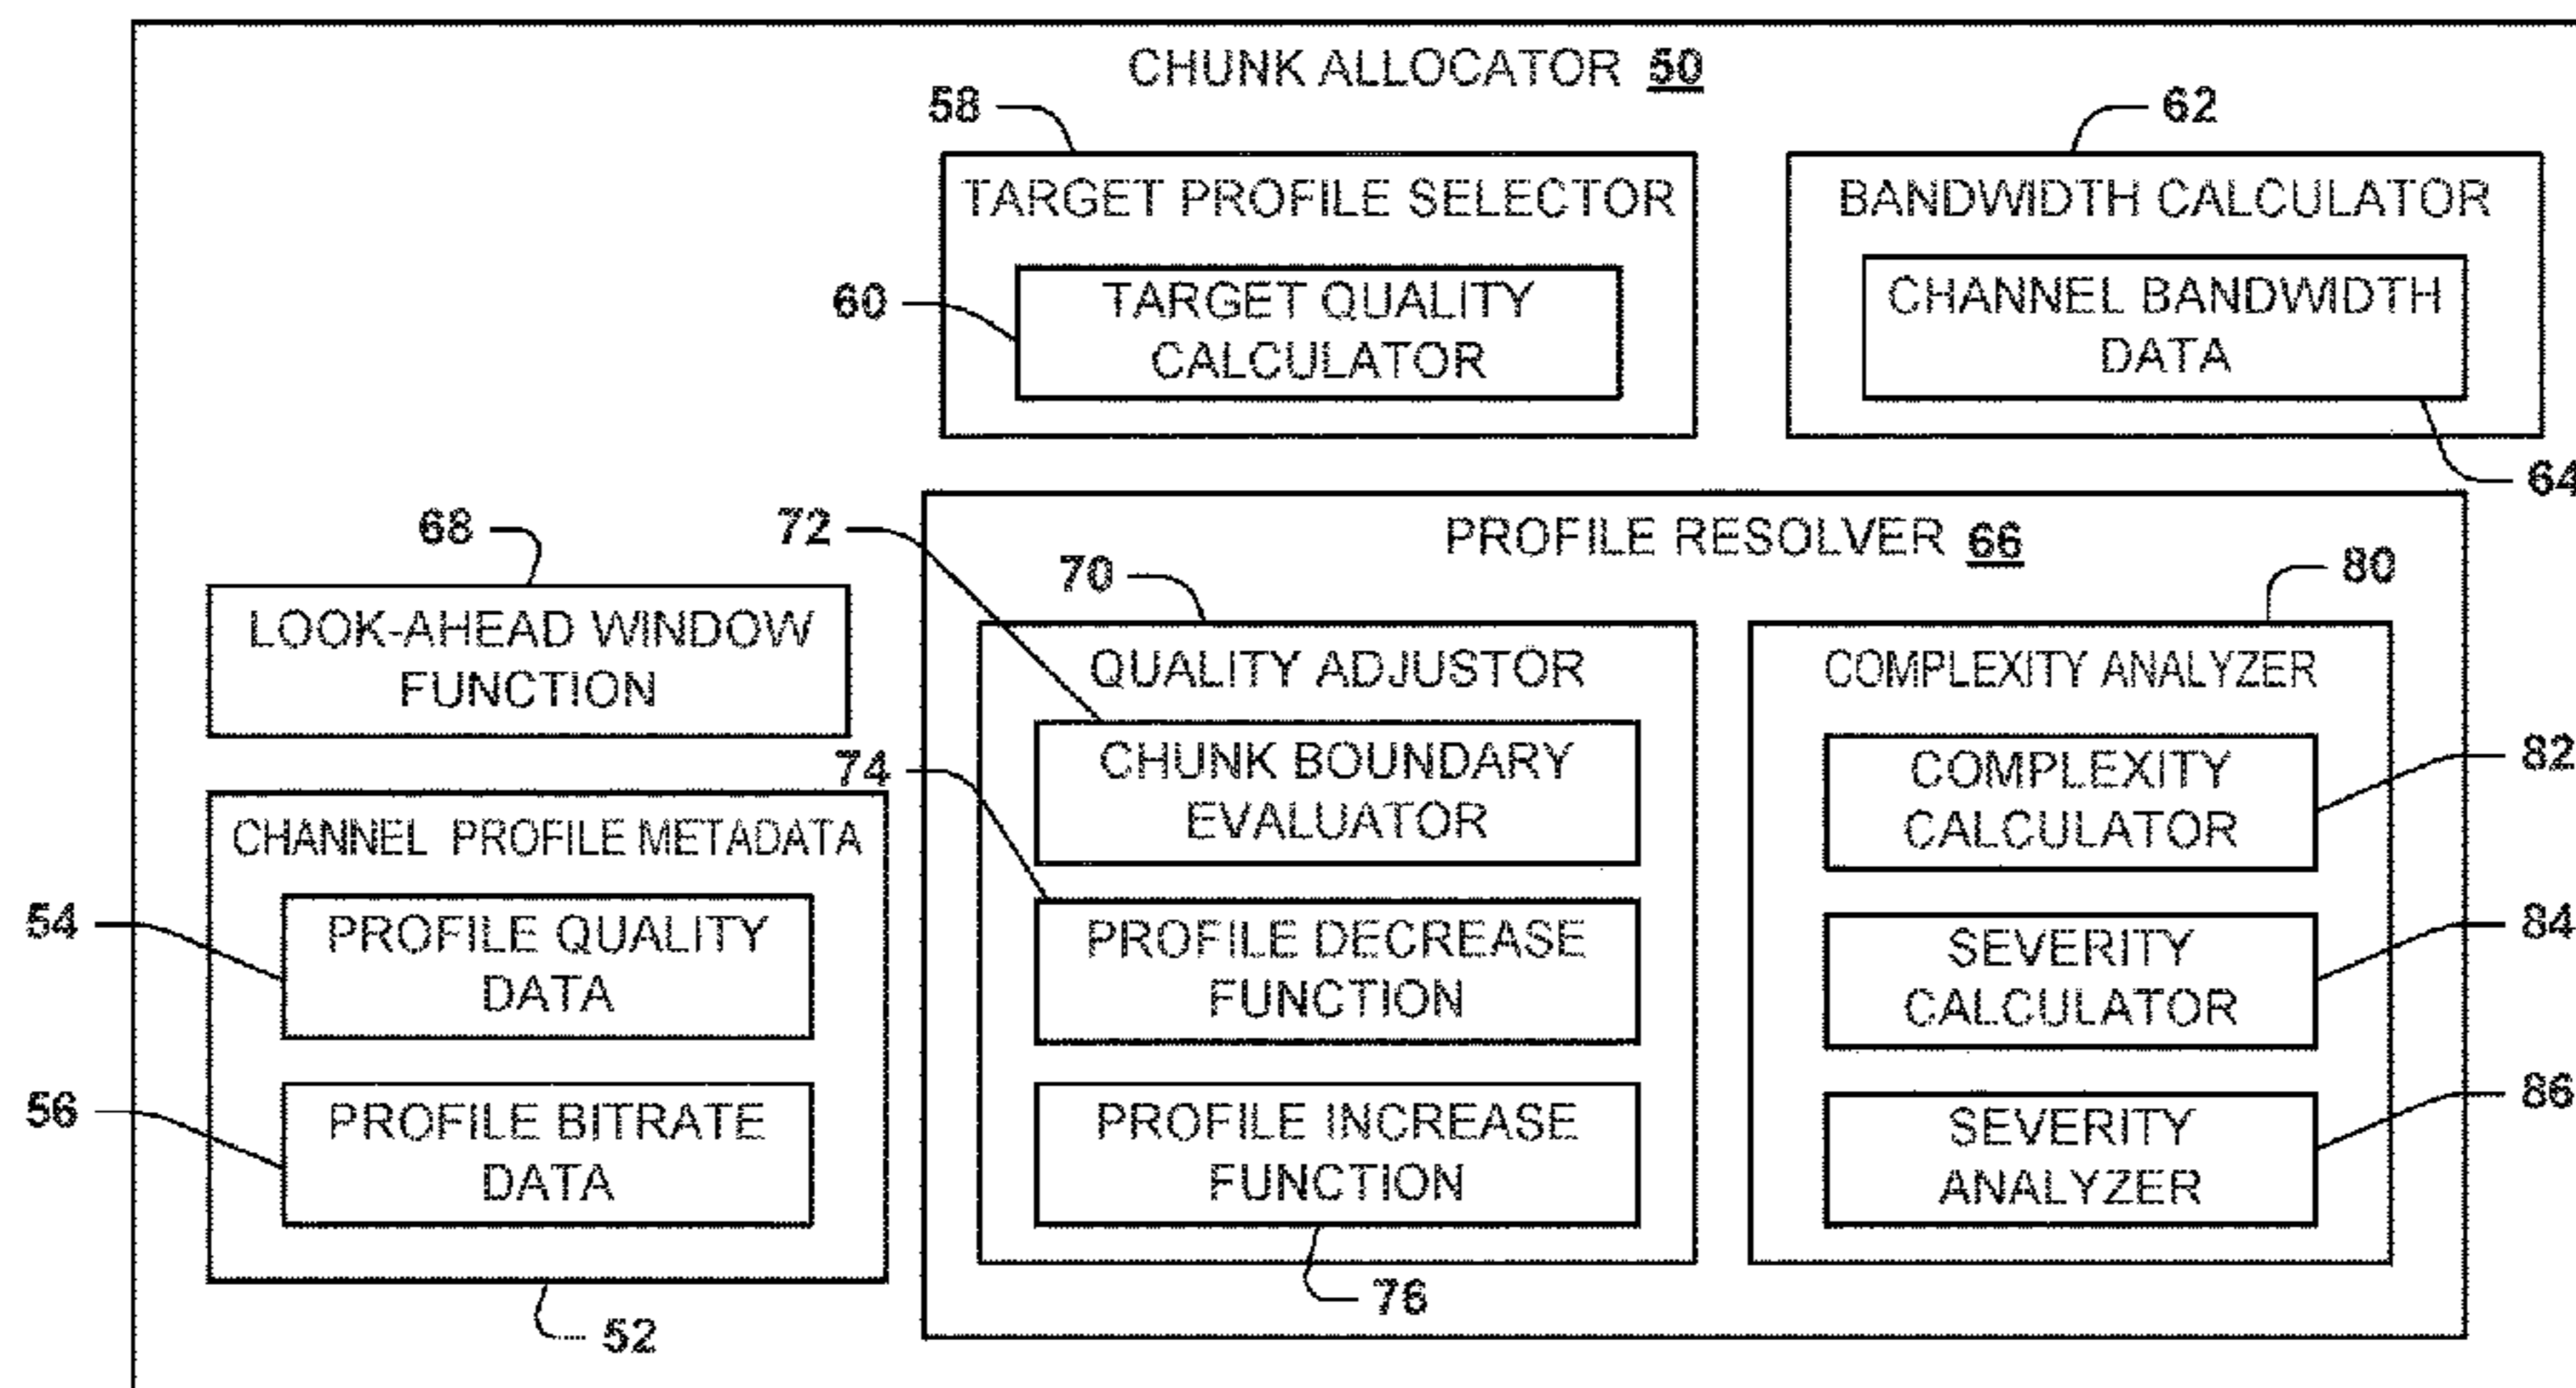 CHUNK ALLOCATOR 50
58
62
TARGET PROFILE SELECTOR
BANDWIDTH CALCULATOR
60
TARGET QUALITY
CALCULATOR
CHANNEL BANDWIDTH
DATA
64
68
72
PROFILE RESOLVER 66
70
80
LOOK-AHEAD WINDOW
FUNCTION
QUALITY ADJUSTOR
COMPLEXITY ANALYZER
74
CHUNK BOUNDARY
EVALUATOR
COMPLEXITY
CALCULATOR
82
CHANNEL PROFILE METADATA
54
PROFILE QUALITY
DATA
PROFILE DECREASE
FUNCTION
SEVERITY
CALCULATOR
84
56
PROFILE BITRATE
DATA
PROFILE INCREASE
FUNCTION
SEVERITY
ANALYZER
86
52
76